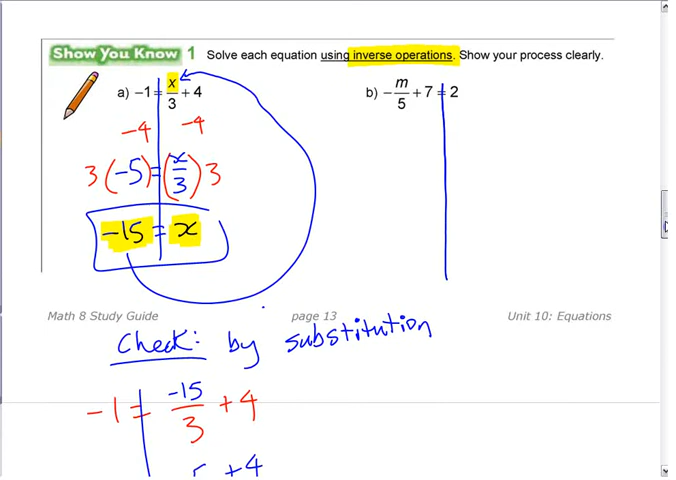 Show You Know 1 Solve each equation using inverse operations. Show your process clearly.
a) -1 = x/3 + 4
-4 -4
3 (-5) = (x/3) 3
-15 = x
b) -m/5 + 7 = 2
Math 8 Study Guide page 13 Unit 10: Equations
Check: by substitution
-1 = -15/3 + 4
+4